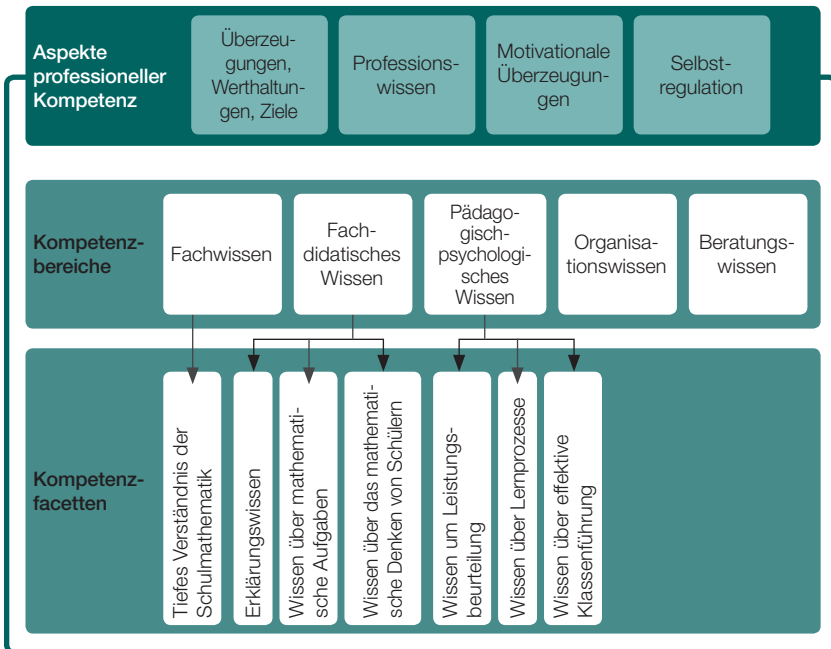 Aspekte
professioneller
Kompetenz
Überzeu-
gungen,
Werthaltun-
gen, Ziele
Professions-
wissen
Motivationale
Überzeugun-
gen
Selbst-
regulation
Kompetenz-
bereiche
Fachwissen
Fach-
didatisches
Wissen
Pädago-
gisch-
psychologi-
sches
Wissen
Organisa-
tionswissen
Beratungs-
wissen
Kompetenz-
facetten
Tiefes Verständnis der
Schulmathematik
Erklärungswissen
Wissen über mathemati-
sche Aufgaben
Wissen über das mathemati-
sche Denken von Schülern
Wissen um Leistungs-
beurteilung
Wissen über Lernprozesse
Wissen über effektive
Klassenführung